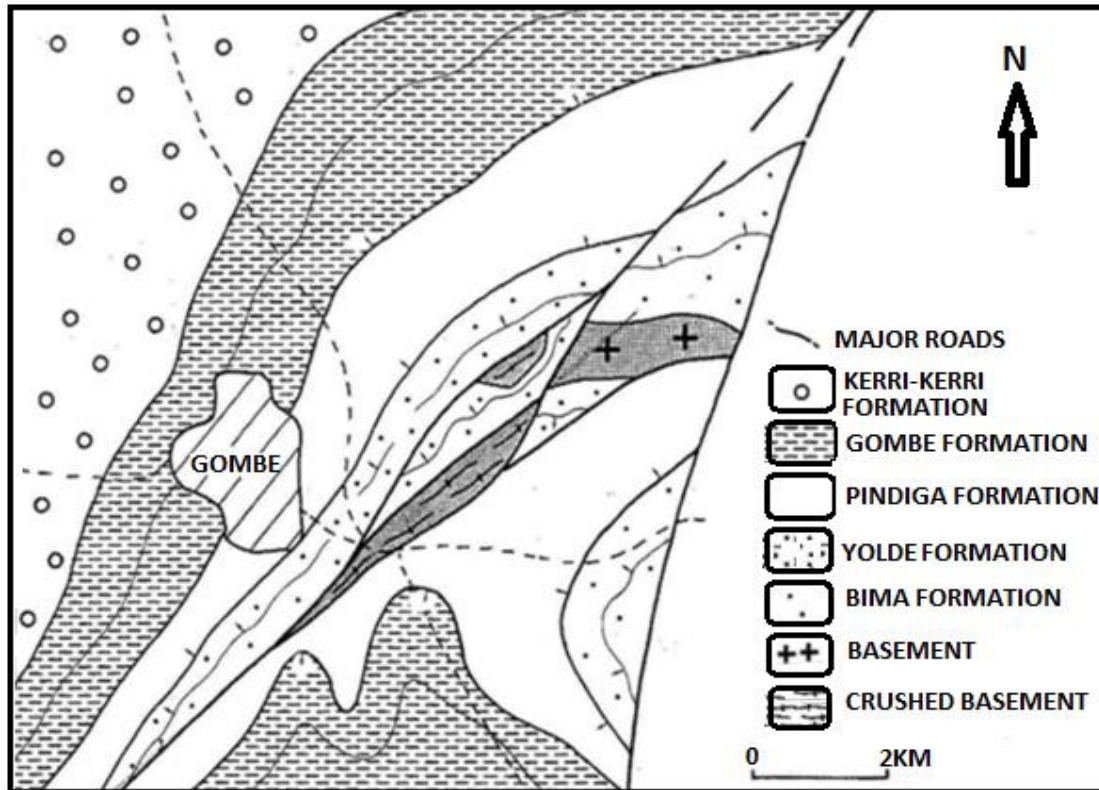 N
MAJOR ROADS
KERRI-KERRI
FORMATION
GOMBE FORMATION
GOMBE
PINDIGA FORMATION
YOLDE FORMATION
BIMA FORMATION
BASEMENT
CRUSHED BASEMENT
0 2KM